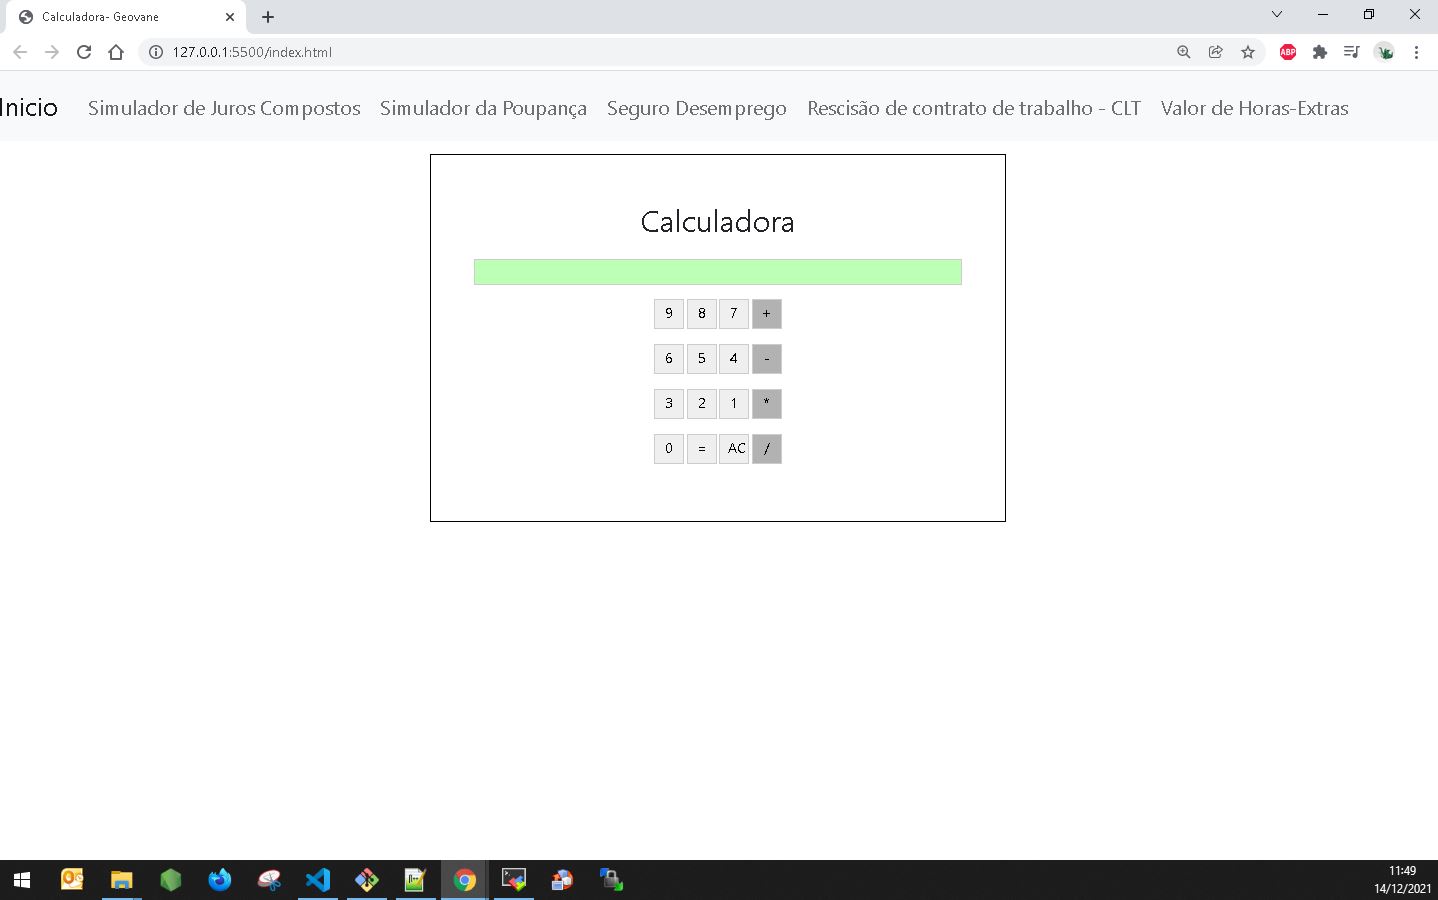 Calculadora- Geovane
127.0.0.1:5500/index.html
ABP
Inicio Simulador de Juros Compostos Simulador da Poupança Seguro Desemprego Rescisão de contrato de trabalho - CLT Valor de Horas-Extras
Calculadora
9 8 7 +
6 5 4 -
3 2 1 *
0 = AC /
11:49
14/12/2021